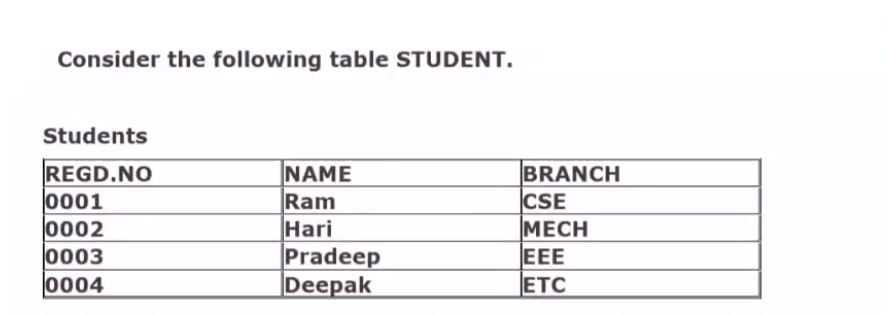 Consider the following table STUDENT.
Students
REGD.NO NAME BRANCH
0001 Ram CSE
0002 Hari MECH
0003 Pradeep EEE
0004 Deepak ETC